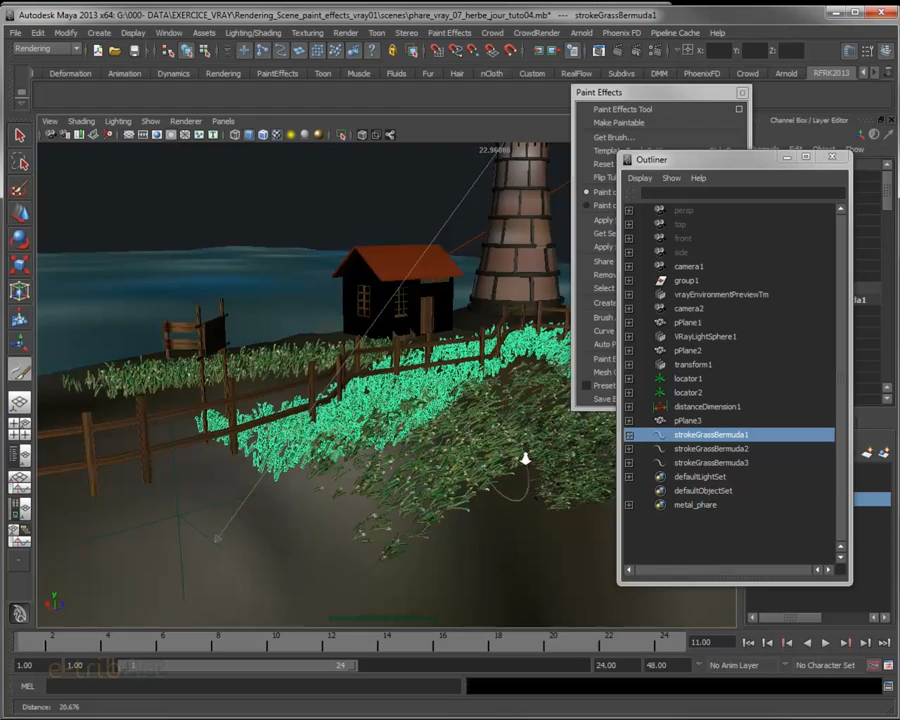 Autodesk Maya 2013 x64: G:\000- DATA\EXERCICE_VRAY\Rendering_Scene_paint_effects_vray01\scenes\phare_vray_07_herbe_jour_tuto04.mb* --- strokeGrassBermuda1
File Edit Modify Create Display Window Assets Lighting/Shading Texturing Render Toon Stereo Paint Effects Crowd CrowdRender Arnold Phoenix FD Pipeline Cache Help
Rendering
X: Y: Z:
Deformation Animation Dynamics Rendering PaintEffects Toon Muscle Fluids Fur Hair nCloth Custom RealFlow Subdivs DMM PhoenixFD Crowd Arnold RFRK2013
Paint Effects
View Shading Lighting Show Renderer Panels
Channel Box / Layer Editor
Paint Effects Tool
Make Paintable
Get Brush...
Outliner
Display Show Help
persp
top
front
side
camera1
group1
vrayEnvironmentPreviewTm
camera2
pPlane1
VRayLightSphere1
pPlane2
transform1
locator1
locator2
distanceDimension1
pPlane3
strokeGrassBermuda1
strokeGrassBermuda2
strokeGrassBermuda3
defaultLightSet
defaultObjectSet
metal_phare
2 4 6 8 10 12 14 16 18 20 22 24
11.00
1.00 1.00 1 24 24.00 48.00 No Anim Layer No Character Set
MEL
Distance: 20.676